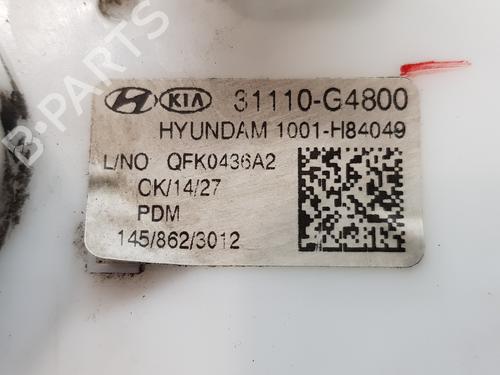 KIA 31110-G4800
HYUNDAM 1001-H84049
L/NO QFK0436A2
CK/14/27
PDM
145/862/3012
B-PARTS